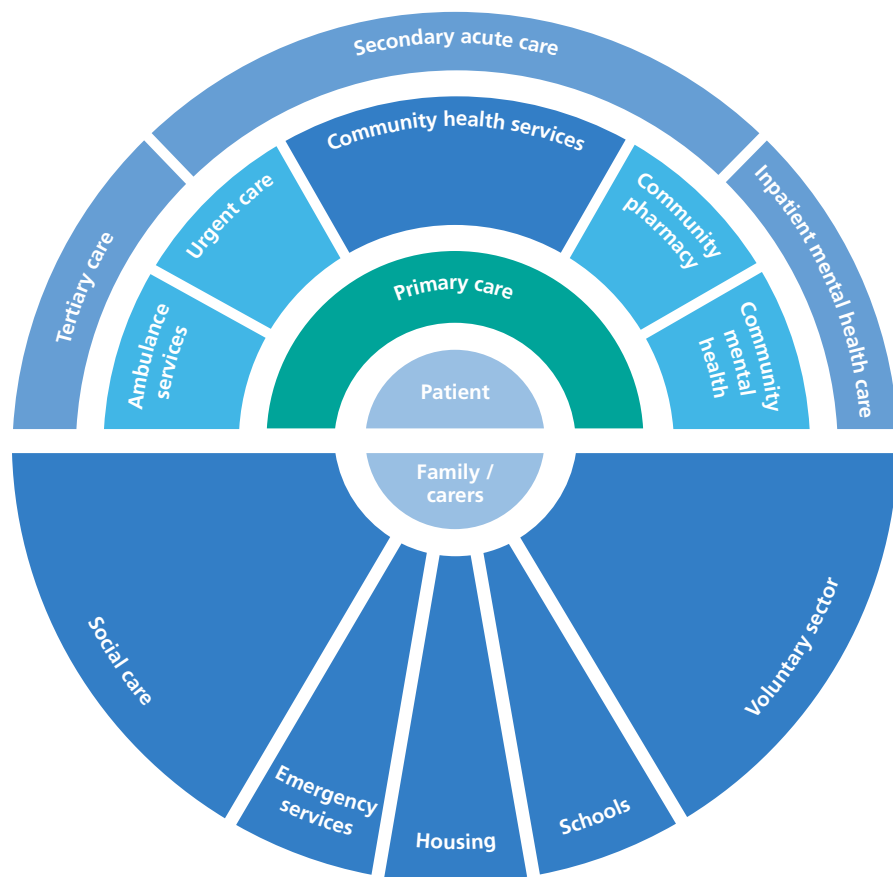 Secondary acute care
Community health services
Tertiary care
Urgent care
Community
pharmacy
Inpatient mental health care
Ambulance
services
Primary care
Community
mental
health
Patient
Family /
carers
Social care
Voluntary sector
Emergency
services
Housing
Schools